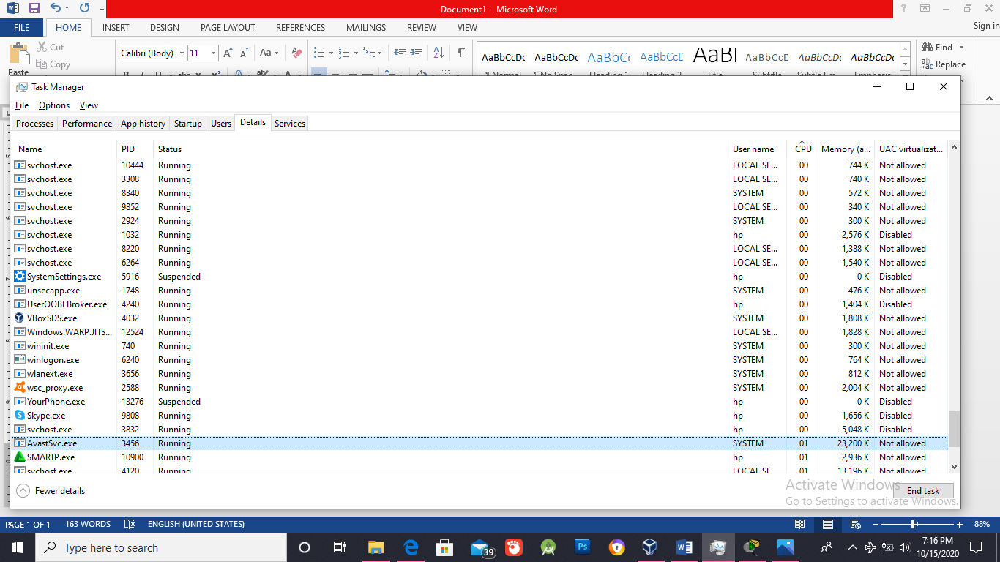 Document1 - Microsoft Word
Sign in
FILE HOME INSERT DESIGN PAGE LAYOUT REFERENCES MAILINGS REVIEW VIEW
Cut
Copy
Paste
Calibri (Body) 11
Aa
AaBbCcDc AaBbCcDc AaBbCc AaBbCcD AaB AaBbCcD AaBbCcDc AaBbCcDc
¶ Normal ¶ No Spac... Heading 1 Heading 2 Title Subtitle Subtle Em... Emphasis
Find
Replace
Task Manager
File Options View
Processes Performance App history Startup Users Details Services
Name PID Status User name CPU Memory (a... UAC virtualizat...
svchost.exe 10444 Running LOCAL SE... 00 744 K Not allowed
svchost.exe 3308 Running LOCAL SE... 00 740 K Not allowed
svchost.exe 8340 Running SYSTEM 00 572 K Not allowed
svchost.exe 9852 Running LOCAL SE... 00 340 K Not allowed
svchost.exe 2924 Running SYSTEM 00 300 K Not allowed
svchost.exe 1032 Running hp 00 2,576 K Disabled
svchost.exe 8220 Running LOCAL SE... 00 1,388 K Not allowed
svchost.exe 6264 Running LOCAL SE... 00 1,540 K Not allowed
SystemSettings.exe 5916 Suspended hp 00 0 K Disabled
unsecapp.exe 1748 Running SYSTEM 00 476 K Not allowed
UserOOBEBroker.exe 4240 Running hp 00 1,404 K Disabled
VBoxSDS.exe 4032 Running SYSTEM 00 1,808 K Not allowed
Windows.WARP.JITS... 12524 Running LOCAL SE... 00 1,828 K Not allowed
wininit.exe 740 Running SYSTEM 00 300 K Not allowed
winlogon.exe 6240 Running SYSTEM 00 764 K Not allowed
wlanext.exe 3656 Running SYSTEM 00 812 K Not allowed
wsc_proxy.exe 2588 Running SYSTEM 00 2,004 K Not allowed
YourPhone.exe 13276 Suspended hp 00 0 K Disabled
Skype.exe 9808 Running hp 00 1,656 K Disabled
svchost.exe 3832 Running hp 00 5,048 K Disabled
AvastSvc.exe 3456 Running SYSTEM 01 23,200 K Not allowed
SMΔRTP.exe 10900 Running hp 01 2,936 K Not allowed
svchost.exe 4120 Running LOCAL SE... 01 13,196 K Not allowed
Fewer details
End task
Activate Windows
Go to Settings to activate Windows.
PAGE 1 OF 1 163 WORDS ENGLISH (UNITED STATES) 88%
Type here to search
39
7:16 PM
10/15/2020